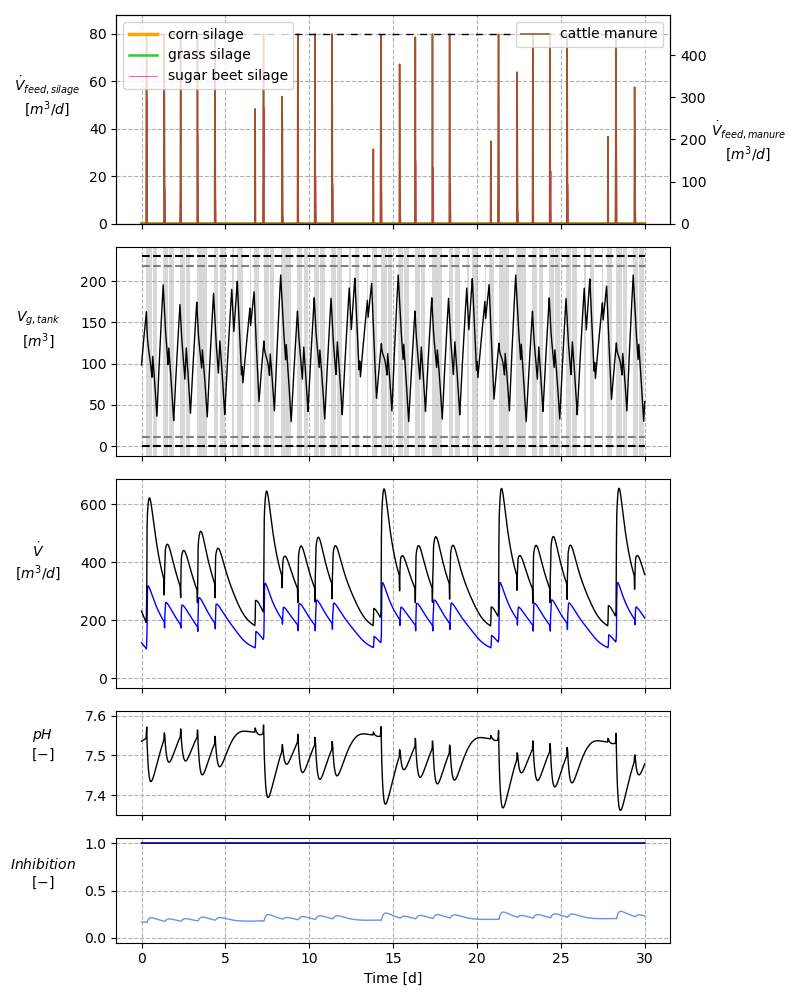 corn silage
grass silage
sugar beet silage
cattle manure
80
60
40
20
0
400
300
200
100
0
V̇feed,silage
[m³/d]
V̇feed,manure
[m³/d]
200
150
100
50
0
Vg,tank
[m³]
600
400
200
0
V̇
[m³/d]
7.6
7.5
7.4
pH
[−]
1.0
0.5
0.0
Inhibition
[−]
0 5 10 15 20 25 30
Time [d]